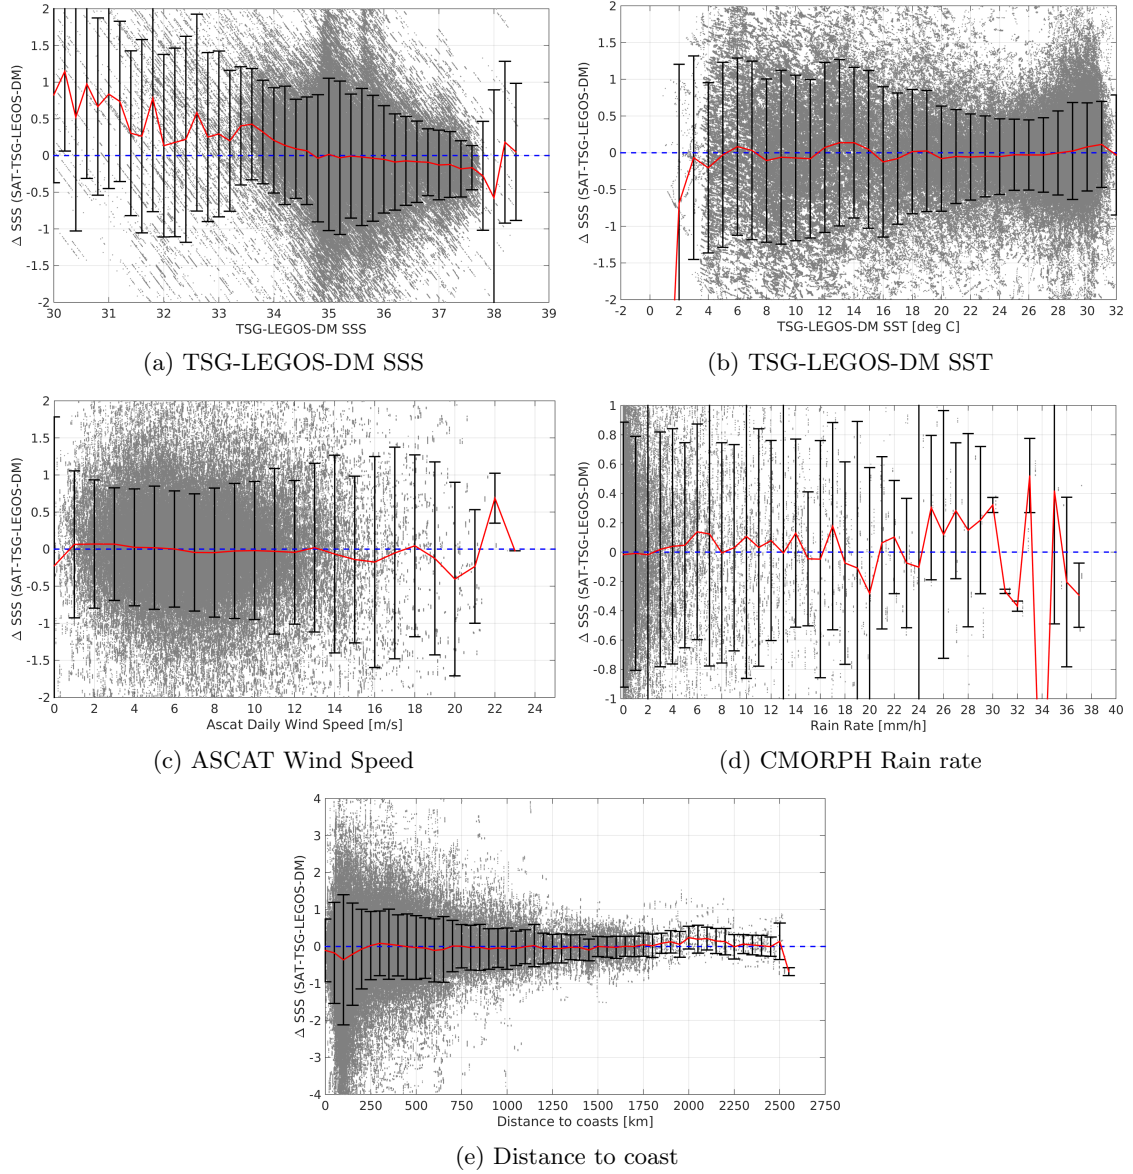 2
1.5
1
0.5
0
-0.5
-1
-1.5
-2
Δ SSS (SAT-TSG-LEGOS-DM)
30 31 32 33 34 35 36 37 38 39
TSG-LEGOS-DM SSS
(a) TSG-LEGOS-DM SSS
2
1.5
1
0.5
0
-0.5
-1
-1.5
-2
Δ SSS (SAT-TSG-LEGOS-DM)
-2 0 2 4 6 8 10 12 14 16 18 20 22 24 26 28 30 32
TSG-LEGOS-DM SST [deg C]
(b) TSG-LEGOS-DM SST
2
1.5
1
0.5
0
-0.5
-1
-1.5
-2
Δ SSS (SAT-TSG-LEGOS-DM)
0 2 4 6 8 10 12 14 16 18 20 22 24
Ascat Daily Wind Speed [m/s]
(c) ASCAT Wind Speed
1
0.8
0.6
0.4
0.2
0
-0.2
-0.4
-0.6
-0.8
-1
Δ SSS (SAT-TSG-LEGOS-DM)
0 2 4 6 8 10 12 14 16 18 20 22 24 26 28 30 32 34 36 38 40
Rain Rate [mm/h]
(d) CMORPH Rain rate
4
3
2
1
0
-1
-2
-3
-4
Δ SSS (SAT-TSG-LEGOS-DM)
0 250 500 750 1000 1250 1500 1750 2000 2250 2500 2750
Distance to coasts [km]
(e) Distance to coast